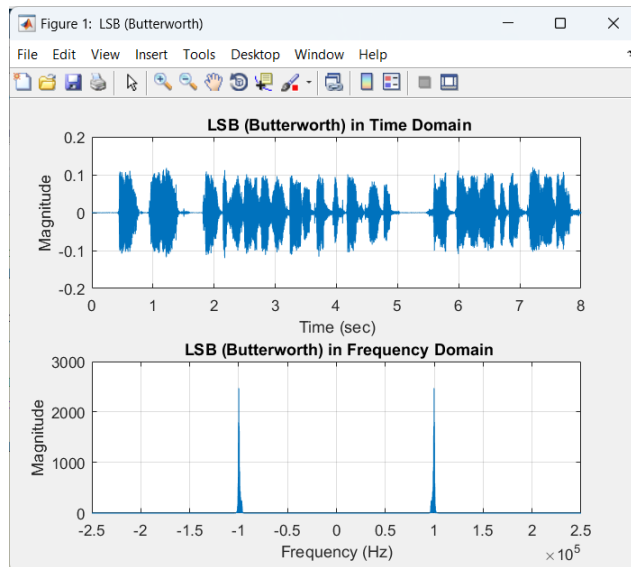 Figure 1: LSB (Butterworth)
File Edit View Insert Tools Desktop Window Help
LSB (Butterworth) in Time Domain
0.2
0.1
0
-0.1
-0.2
Magnitude
0 1 2 3 4 5 6 7 8
Time (sec)
LSB (Butterworth) in Frequency Domain
3000
2000
1000
0
Magnitude
-2.5 -2 -1.5 -1 -0.5 0 0.5 1 1.5 2 2.5
Frequency (Hz)
×10⁵